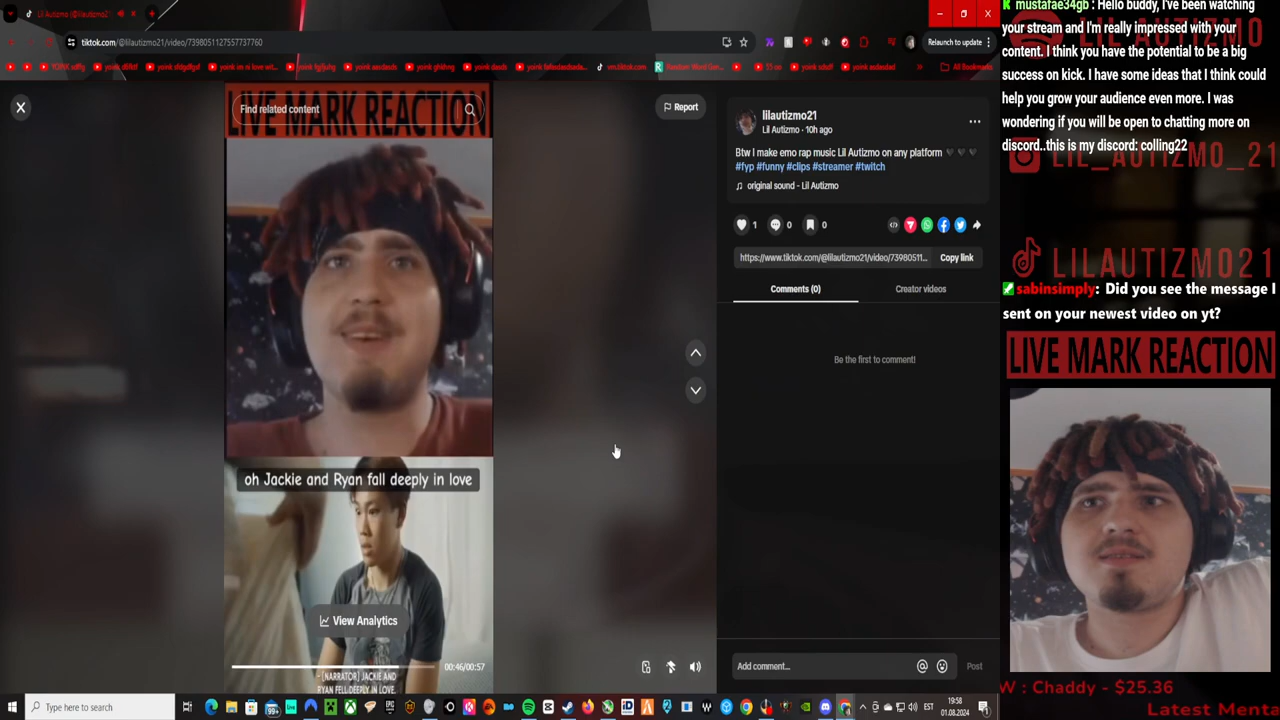 Lil Autizmo (@lilautizmo2
tiktok.com/@lilautizmo21/video/7398051127557737760
Relaunch to update
vm.tiktok.com
All Bookmarks
LIVE MARK REACTION
Find related content
Report
lilautizmo21
Lil Autizmo · 10h ago
Btw I make emo rap music Lil Autizmo on any platform 🖤 🖤 🖤
#fyp #funny #clips #streamer #twitch
♫ original sound - Lil Autizmo
1
0
0
https://www.tiktok.com/@lilautizmo21/video/73980511...
Copy link
Comments (0)
Creator videos
Be the first to comment!
oh Jackie and Ryan fall deeply in love
View Analytics
00:46/00:57
- [NARRATOR] JACKIE AND
RYAN FELL DEEPLY IN LOVE.
Add comment...
Post
mustafae34gb : Hello buddy, I've been watching
your stream and I'm really impressed with your
content. I think you have the potential to be a big
success on kick. I have some ideas that I think could
help you grow your audience even more. I was
wondering if you will be open to chatting more on
discord..this is my discord: colling22
LIL_AUTIZMO
LIL_AUTIZMO_21
LILAUTIZMO21
sabinsimply: Did you see the message I
sent on your newest video on yt?
LIVE MARK REACTION
W : Chaddy - $25.36
Latest Menta
Type here to search
99+
EST
19:58
01.08.2024